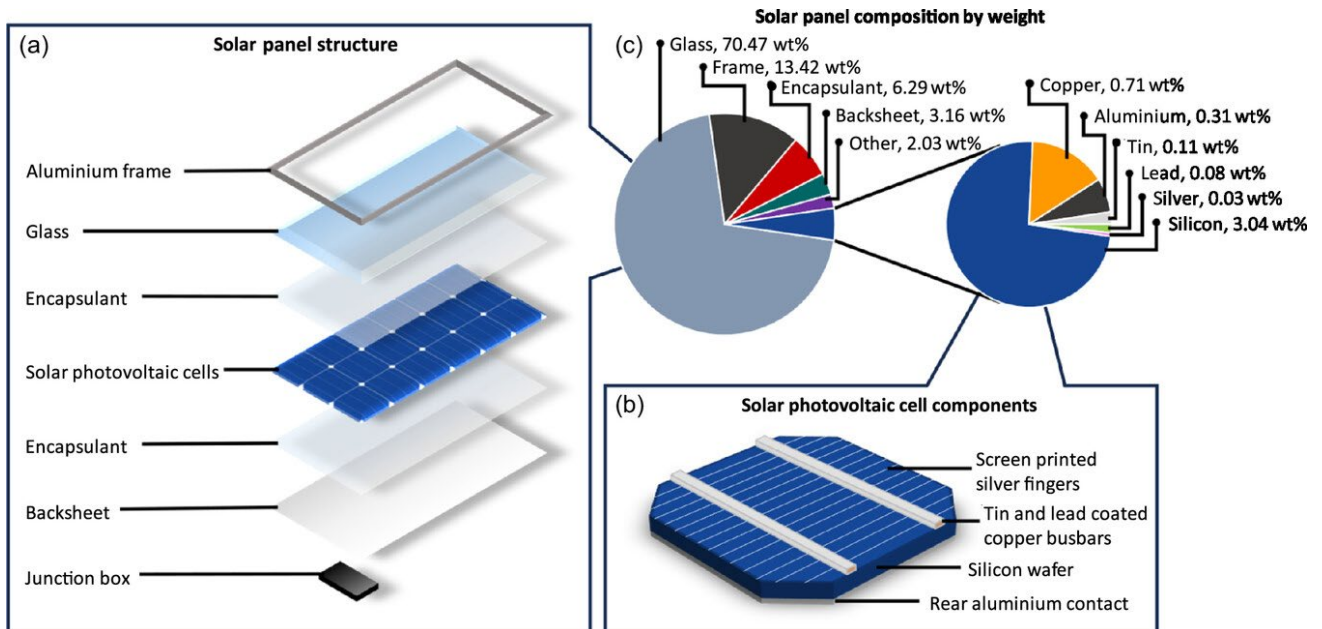 (a)
Solar panel structure
Aluminium frame
Glass
Encapsulant
Solar photovoltaic cells
Encapsulant
Backsheet
Junction box
Solar panel composition by weight
(c)
Glass, 70.47 wt%
Frame, 13.42 wt%
Encapsulant, 6.29 wt%
Backsheet, 3.16 wt%
Other, 2.03 wt%
Copper, 0.71 wt%
Aluminium, 0.31 wt%
Tin, 0.11 wt%
Lead, 0.08 wt%
Silver, 0.03 wt%
Silicon, 3.04 wt%
(b)
Solar photovoltaic cell components
Screen printed
silver fingers
Tin and lead coated
copper busbars
Silicon wafer
Rear aluminium contact